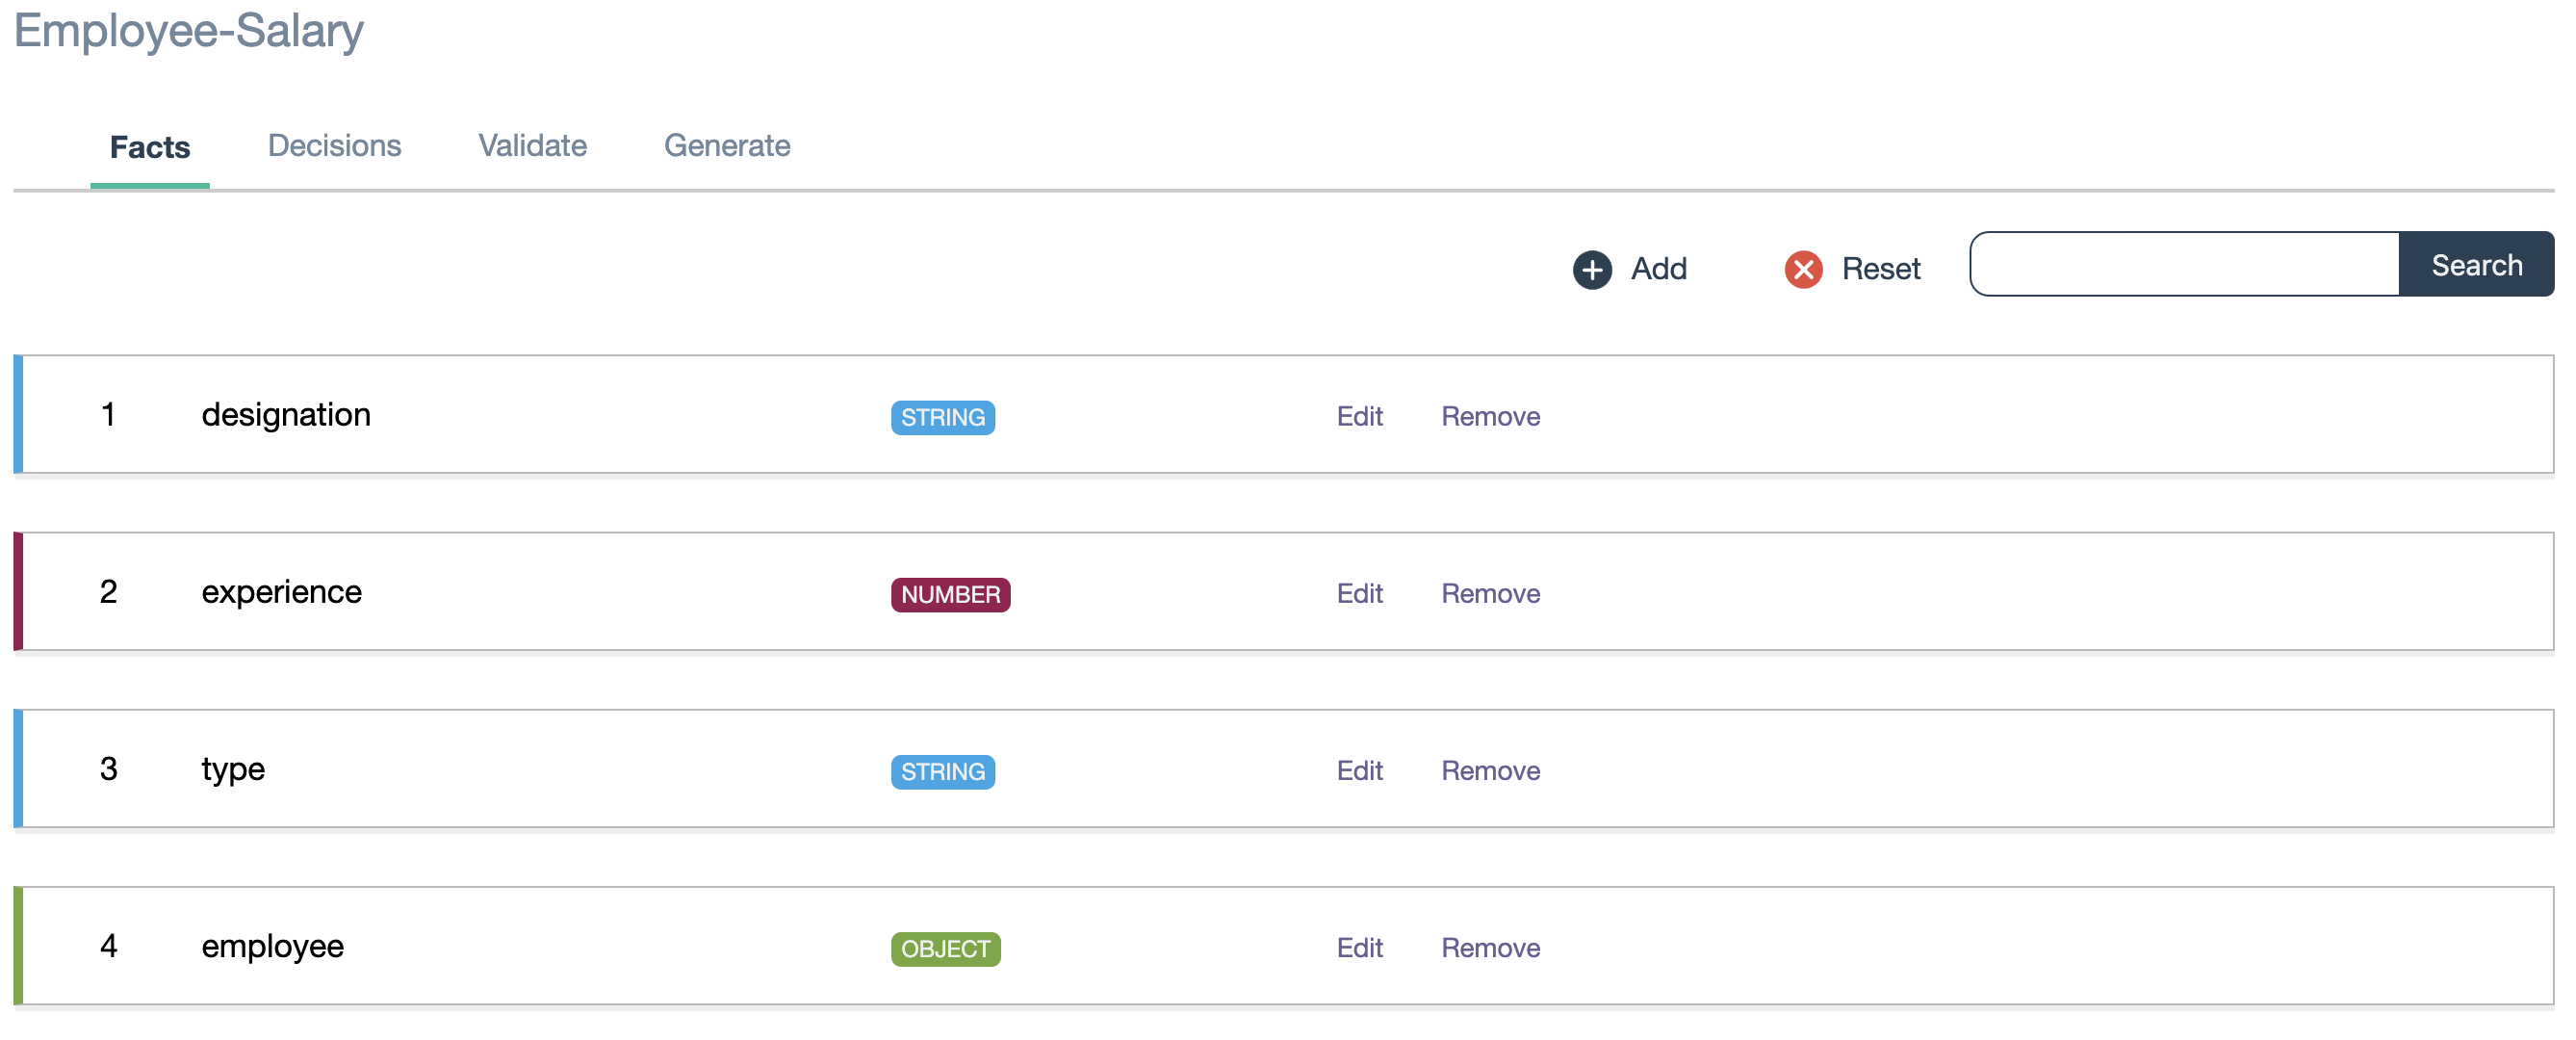 Employee-Salary
Facts Decisions Validate Generate
Add Reset Search
1 designation STRING Edit Remove
2 experience NUMBER Edit Remove
3 type STRING Edit Remove
4 employee OBJECT Edit Remove